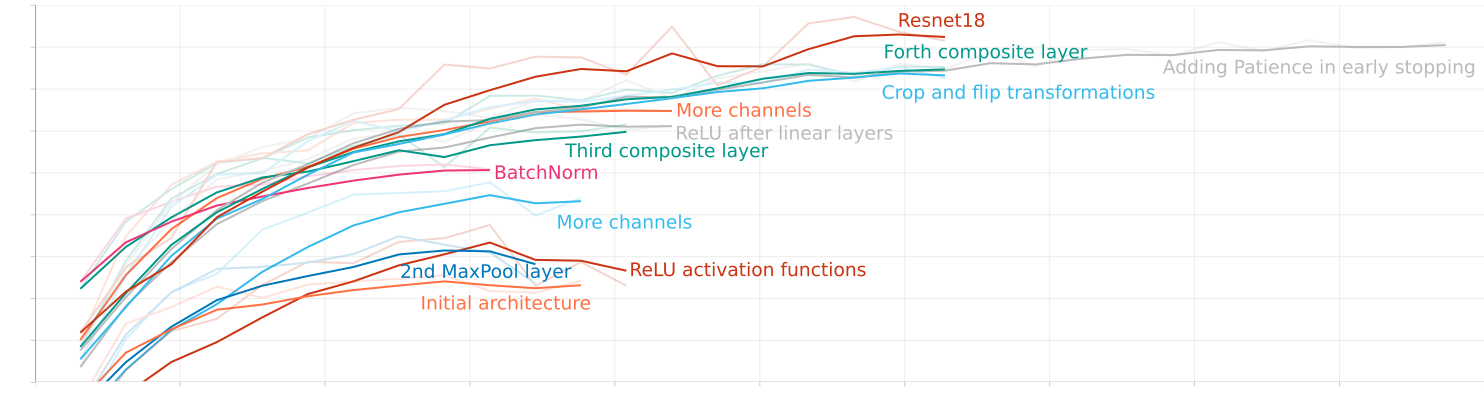 Resnet18
Forth composite layer
Adding Patience in early stopping
Crop and flip transformations
More channels
ReLU after linear layers
Third composite layer
BatchNorm
More channels
ReLU activation functions
2nd MaxPool layer
Initial architecture